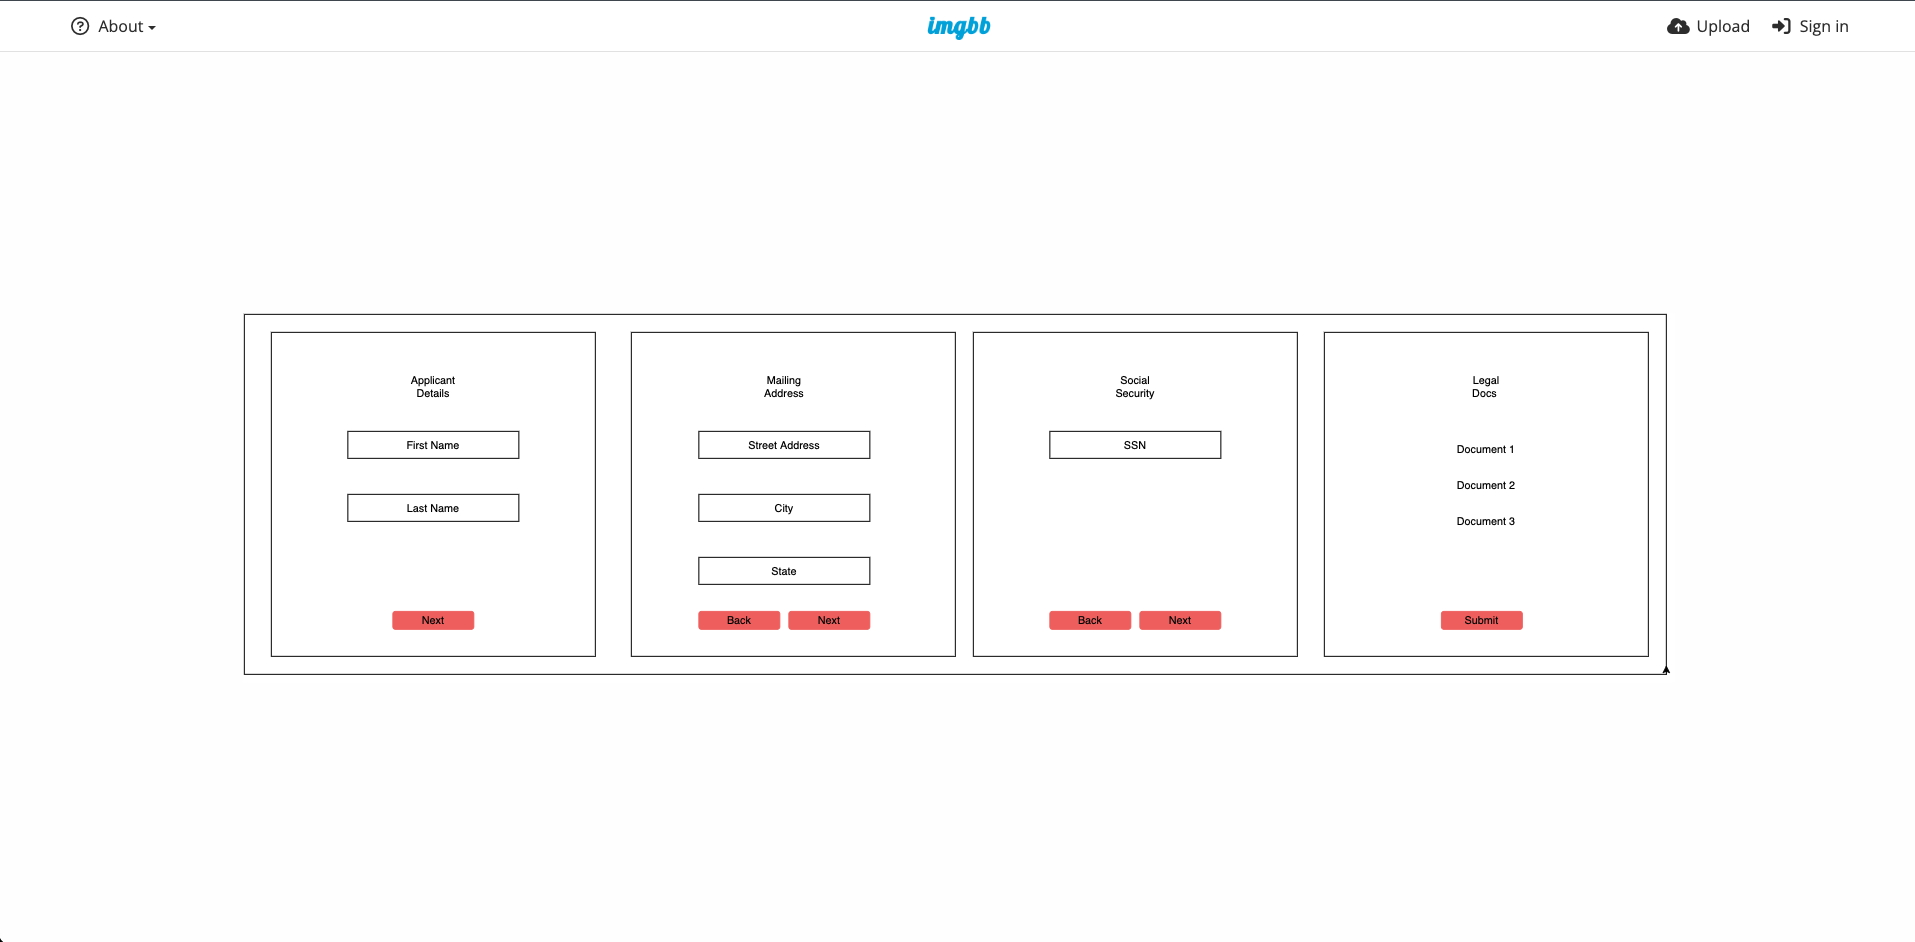 About
imgbb
Upload
Sign in
Applicant
Details
First Name
Last Name
Next
Mailing
Address
Street Address
City
State
Back
Next
Social
Security
SSN
Back
Next
Legal
Docs
Document 1
Document 2
Document 3
Submit